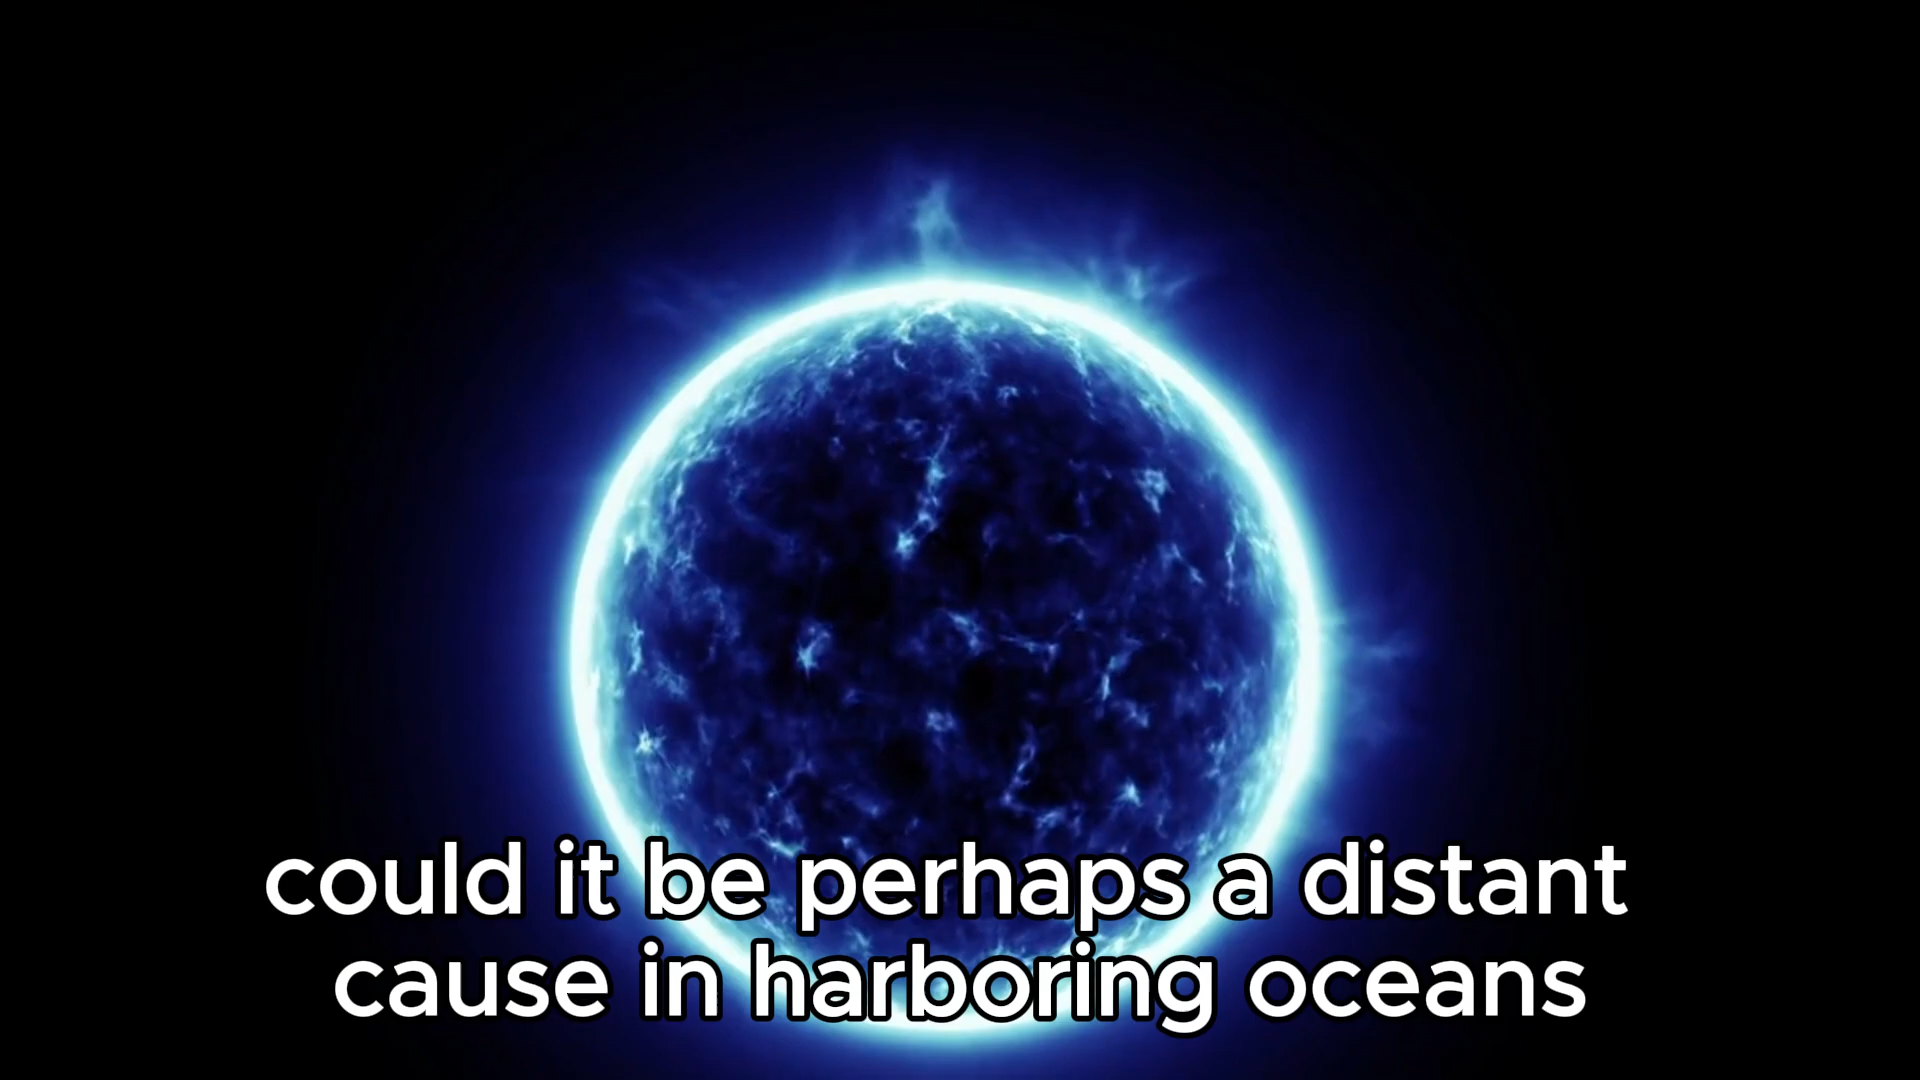 could it be perhaps a distant
cause in harboring oceans